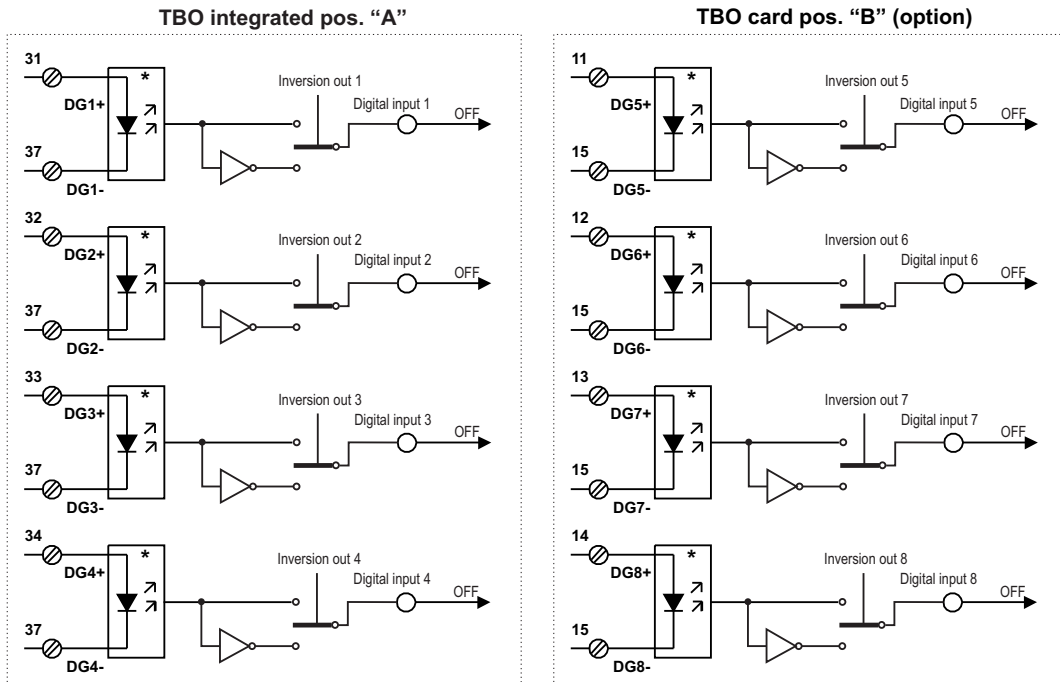 TBO integrated pos. “A”
31
*
DG1+
Inversion out 1
Digital input 1
OFF
37
DG1-
32
*
DG2+
Inversion out 2
Digital input 2
OFF
37
DG2-
33
*
DG3+
Inversion out 3
Digital input 3
OFF
37
DG3-
34
*
DG4+
Inversion out 4
Digital input 4
OFF
37
DG4-
TBO card pos. “B” (option)
11
*
DG5+
Inversion out 5
Digital input 5
OFF
15
DG5-
12
*
DG6+
Inversion out 6
Digital input 6
OFF
15
DG6-
13
*
DG7+
Inversion out 7
Digital input 7
OFF
15
DG7-
14
*
DG8+
Inversion out 8
Digital input 8
OFF
15
DG8-